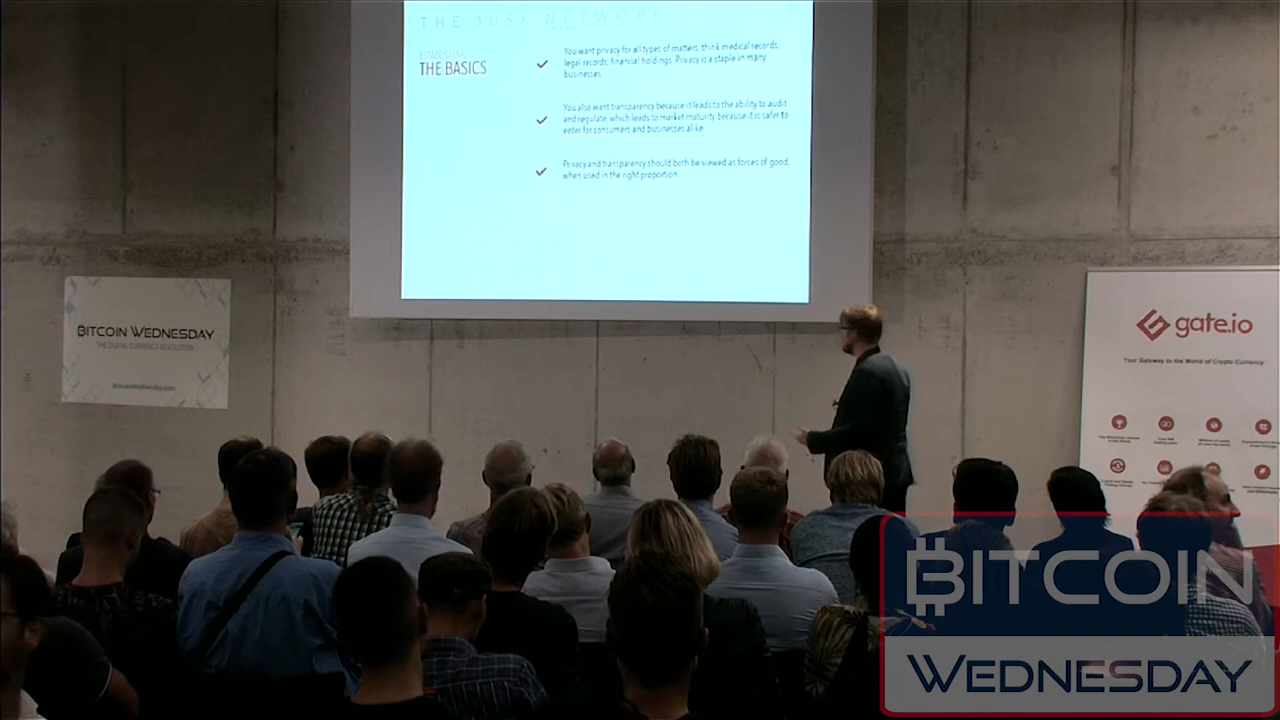 THE DUSK NETWORK
ESTABLISHING
THE BASICS
You want privacy for all types of matters, think medical records,
legal records, financial holdings. Privacy is a staple in many
businesses.
You also want transparency because it leads to the ability to audit
and regulate, which leads to market maturity because it is safer to
enter for consumers and businesses alike.
Privacy and transparency should both be viewed as forces of good,
when used in the right proportion.
BITCOIN WEDNESDAY
THE DIGITAL CURRENCY REVOLUTION
BitcoinWednesday.com
gate.io
Your Gateway to the World of Crypto Currency
BITCOIN
WEDNESDAY